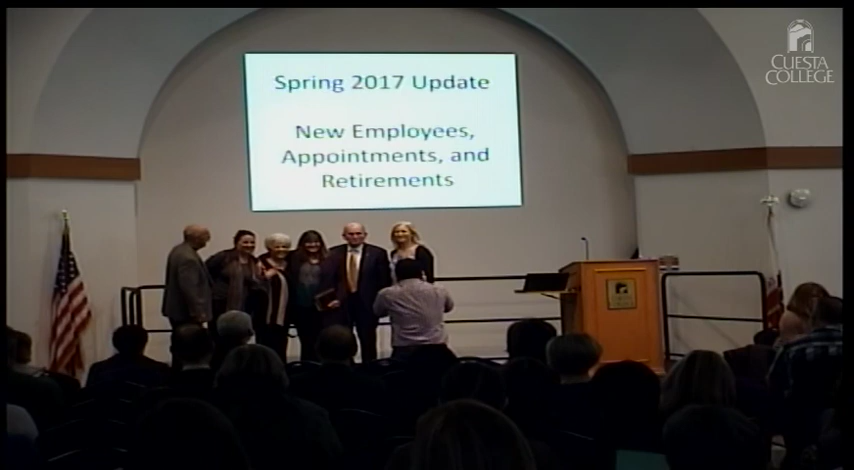 Spring 2017 Update
New Employees,
Appointments, and
Retirements
CUESTA
COLLEGE